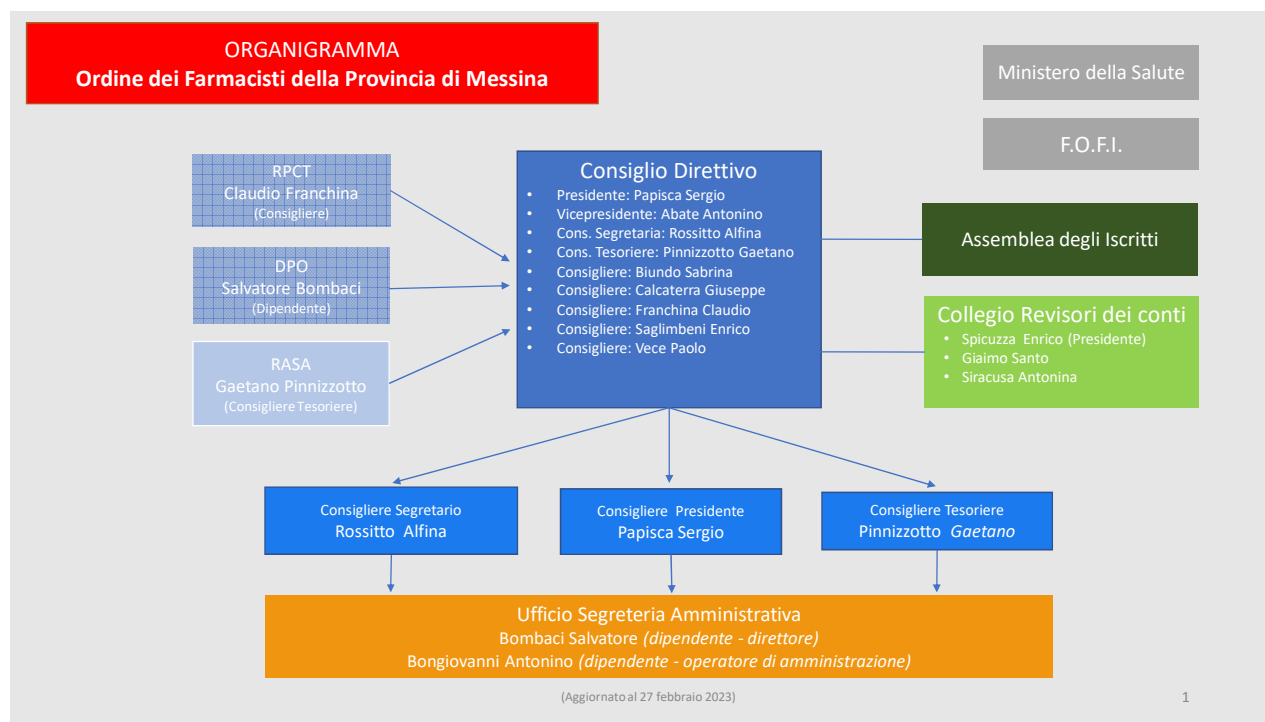 ORGANIGRAMMA
Ordine dei Farmacisti della Provincia di Messina
Ministero della Salute
F.O.F.I.
RPCT
Claudio Franchina
(Consigliere)
DPO
Salvatore Bombaci
(Dipendente)
RASA
Gaetano Pinnizzotto
(Consigliere Tesoriere)
Consiglio Direttivo
• Presidente: Papisca Sergio
• Vicepresidente: Abate Antonino
• Cons. Segretaria: Rossitto Alfina
• Cons. Tesoriere: Pinnizzotto Gaetano
• Consigliere: Biundo Sabrina
• Consigliere: Calcaterra Giuseppe
• Consigliere: Franchina Claudio
• Consigliere: Saglimbeni Enrico
• Consigliere: Vece Paolo
Assemblea degli Iscritti
Collegio Revisori dei conti
• Spicuzza Enrico (Presidente)
• Giaimo Santo
• Siracusa Antonina
Consigliere Segretario
Rossitto Alfina
Consigliere Presidente
Papisca Sergio
Consigliere Tesoriere
Pinnizzotto Gaetano
Ufficio Segreteria Amministrativa
Bombaci Salvatore (dipendente - direttore)
Bongiovanni Antonino (dipendente - operatore di amministrazione)
(Aggiornato al 27 febbraio 2023)
1